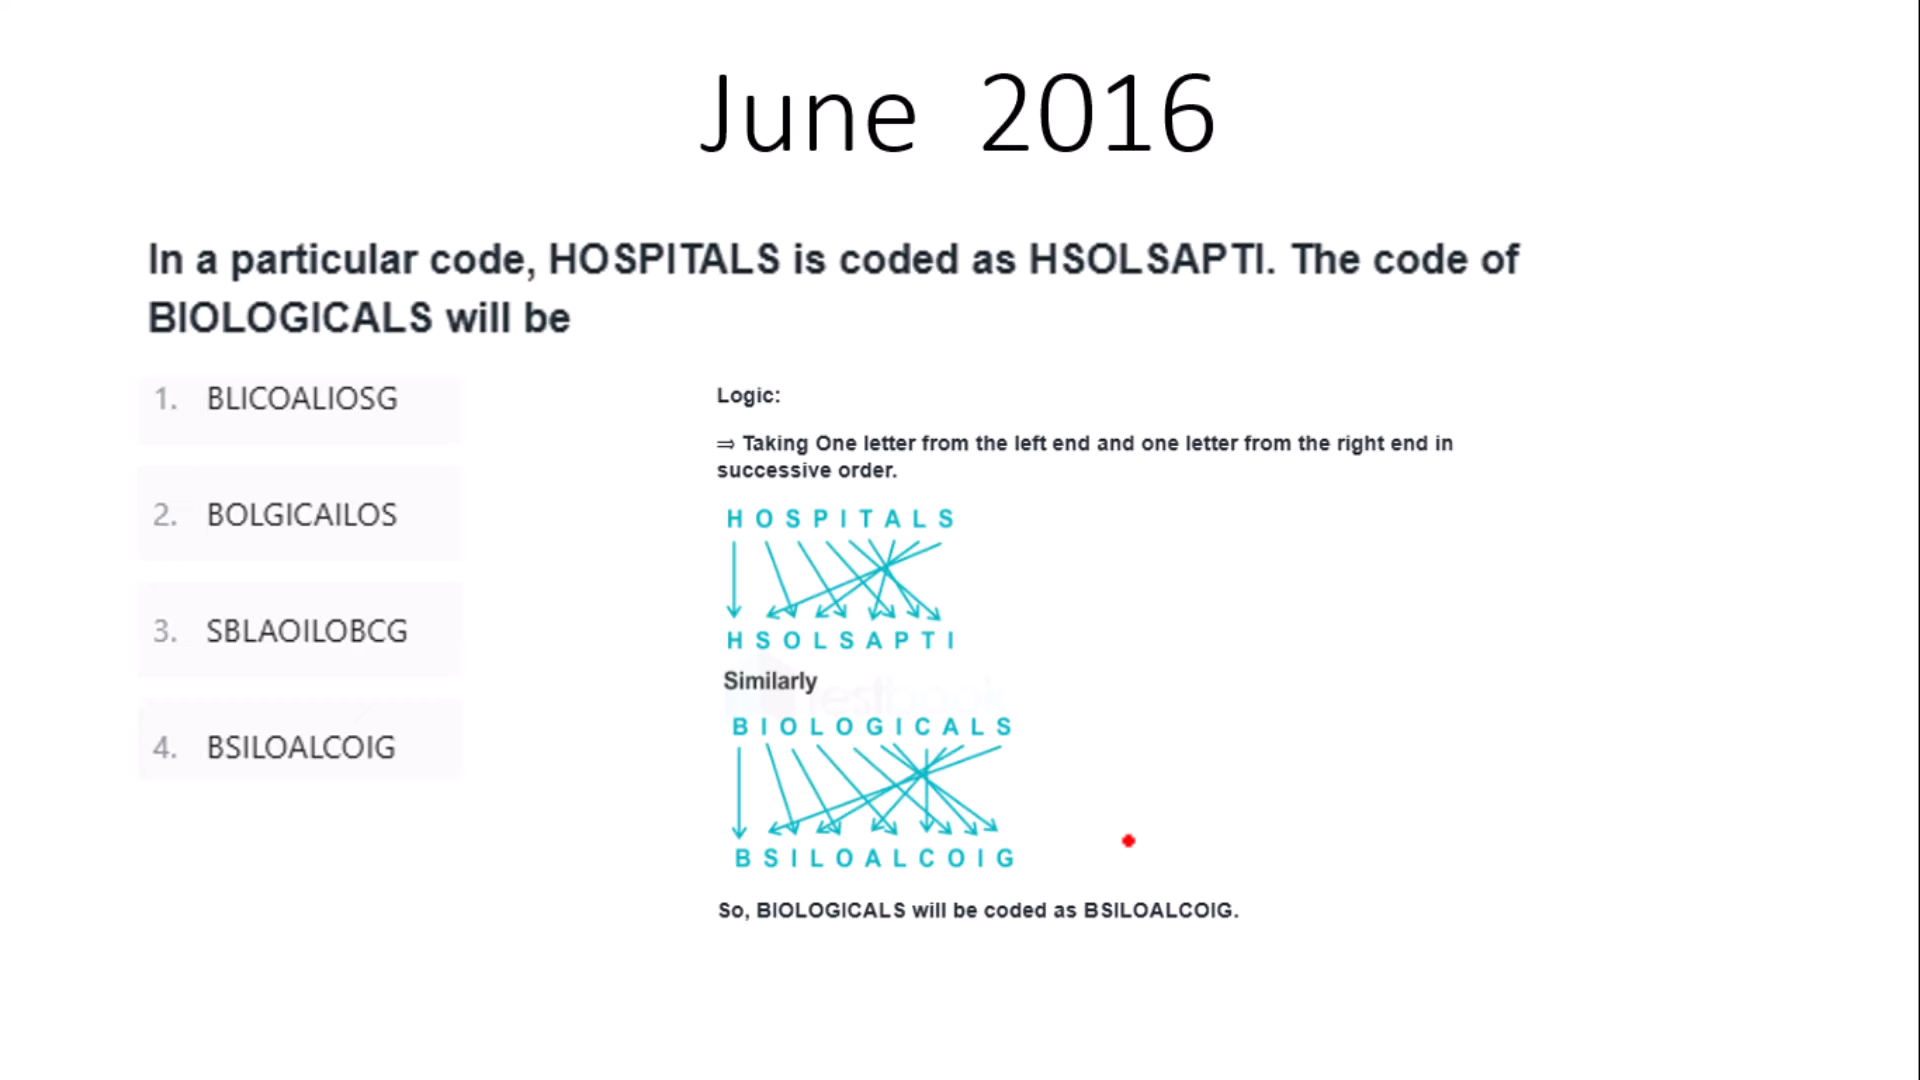 June 2016
In a particular code, HOSPITALS is coded as HSOLSAPTI. The code of
BIOLOGICALS will be
1. BLICOALIOSG
2. BOLGICAILOS
3. SBLAOILOBCG
4. BSILOALCOIG
Logic:
⇒ Taking One letter from the left end and one letter from the right end in
successive order.
H O S P I T A L S
H S O L S A P T I
Similarly
B I O L O G I C A L S
B S I L O A L C O I G
So, BIOLOGICALS will be coded as BSILOALCOIG.